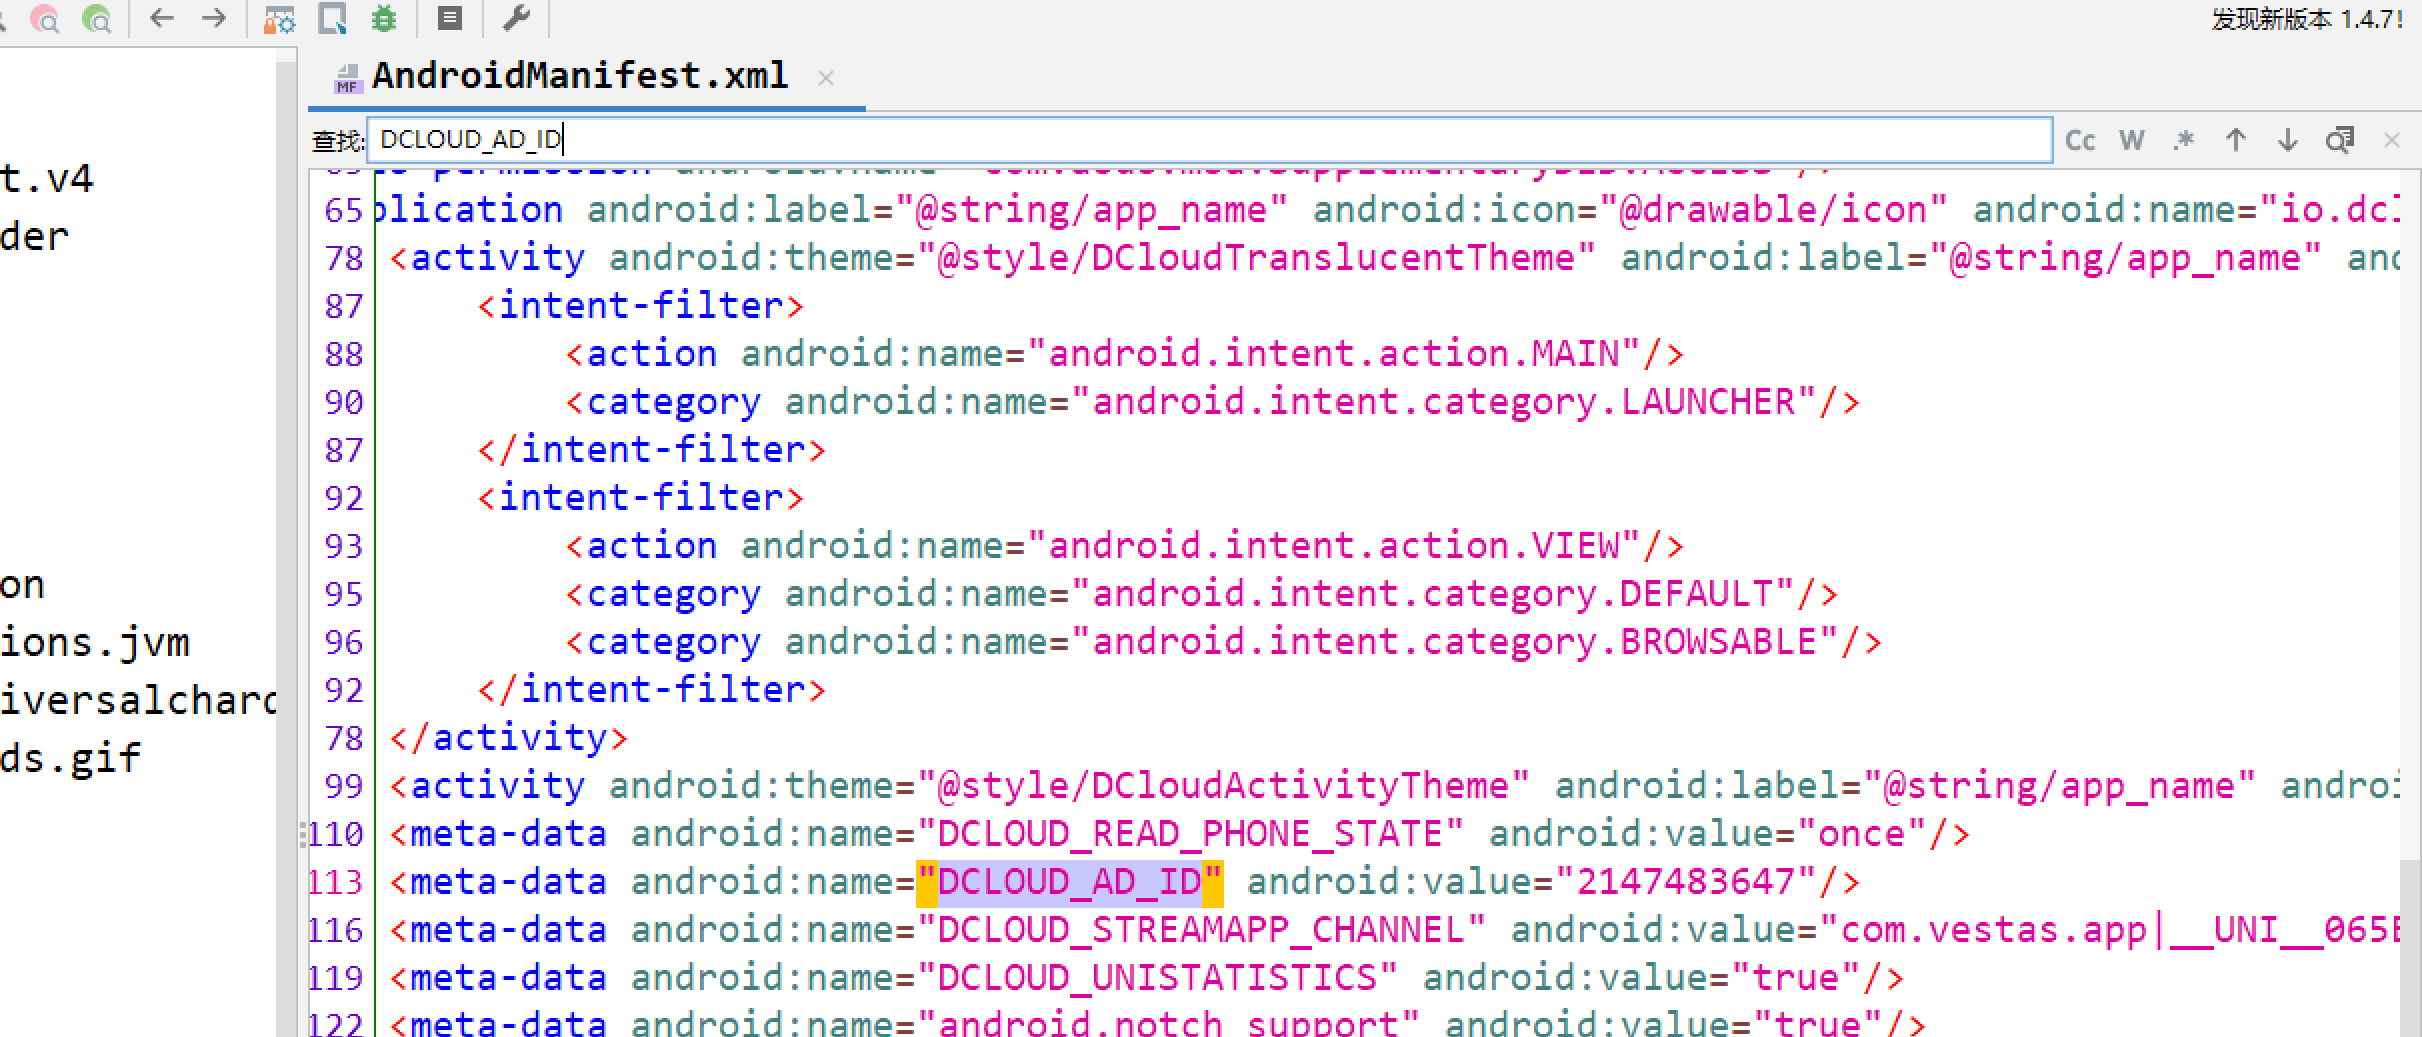 发现新版本 1.4.7!
AndroidManifest.xml
查找: DCLOUD_AD_ID
Cc W .*
t.v4
der
on
ions.jvm
iversalchard
ds.gif
65 plication android:label="@string/app_name" android:icon="@drawable/icon" android:name="io.dcl
78 <activity android:theme="@style/DCloudTranslucentTheme" android:label="@string/app_name" and
87 <intent-filter>
88 <action android:name="android.intent.action.MAIN"/>
90 <category android:name="android.intent.category.LAUNCHER"/>
87 </intent-filter>
92 <intent-filter>
93 <action android:name="android.intent.action.VIEW"/>
95 <category android:name="android.intent.category.DEFAULT"/>
96 <category android:name="android.intent.category.BROWSABLE"/>
92 </intent-filter>
78 </activity>
99 <activity android:theme="@style/DCloudActivityTheme" android:label="@string/app_name" androi
110 <meta-data android:name="DCLOUD_READ_PHONE_STATE" android:value="once"/>
113 <meta-data android:name="DCLOUD_AD_ID" android:value="2147483647"/>
116 <meta-data android:name="DCLOUD_STREAMAPP_CHANNEL" android:value="com.vestas.app|__UNI__065
119 <meta-data android:name="DCLOUD_UNISTATISTICS" android:value="true"/>
122 <meta-data android:name="android.notch_support" android:value="true"/>